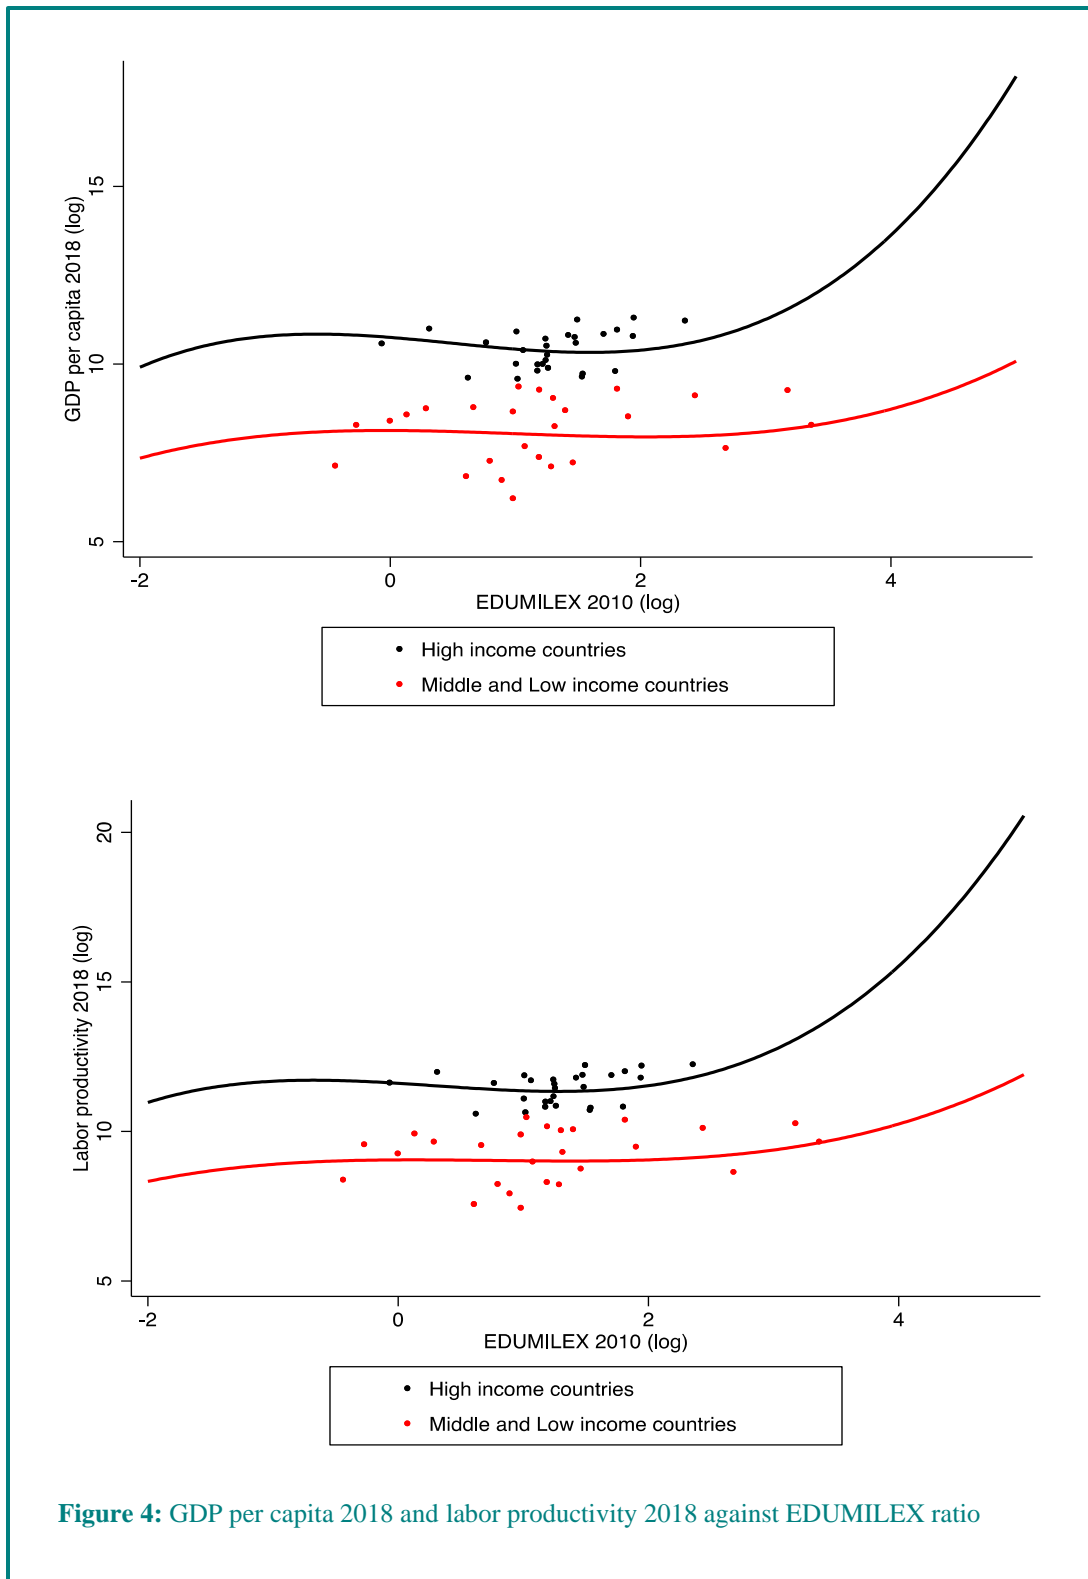 GDP per capita 2018 (log)
15
10
5
-2
0
2
4
EDUMILEX 2010 (log)
High income countries
Middle and Low income countries
Labor productivity 2018 (log)
20
15
10
5
-2
0
2
4
EDUMILEX 2010 (log)
High income countries
Middle and Low income countries
Figure 4: GDP per capita 2018 and labor productivity 2018 against EDUMILEX ratio